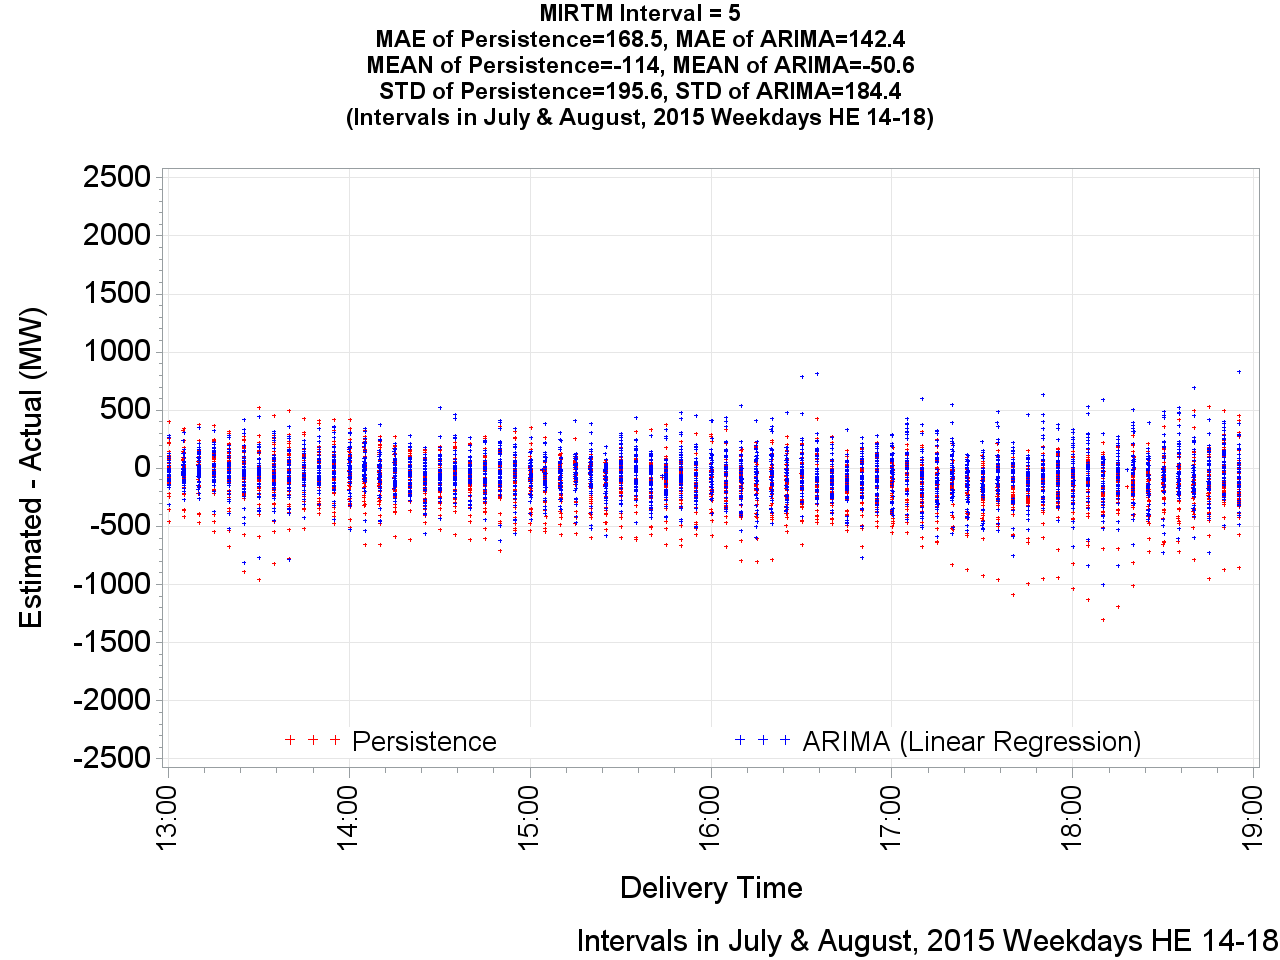 MIRTM Interval = 5
MAE of Persistence=168.5, MAE of ARIMA=142.4
MEAN of Persistence=-114, MEAN of ARIMA=-50.6
STD of Persistence=195.6, STD of ARIMA=184.4
(Intervals in July & August, 2015 Weekdays HE 14-18)
Estimated - Actual (MW)
2500
2000
1500
1000
500
0
-500
-1000
-1500
-2000
-2500
Persistence
ARIMA (Linear Regression)
13:00
14:00
15:00
16:00
17:00
18:00
19:00
Delivery Time
Intervals in July & August, 2015 Weekdays HE 14-18